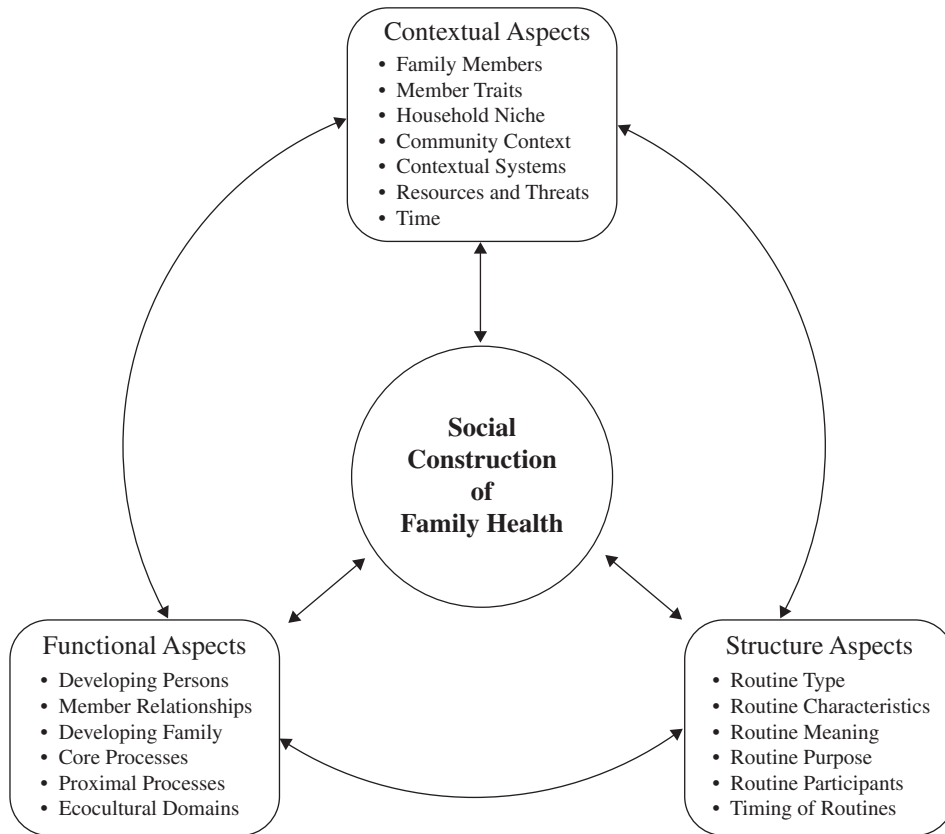 Contextual Aspects
• Family Members
• Member Traits
• Household Niche
• Community Context
• Contextual Systems
• Resources and Threats
• Time
Social
Construction
of
Family Health
Functional Aspects
• Developing Persons
• Member Relationships
• Developing Family
• Core Processes
• Proximal Processes
• Ecocultural Domains
Structure Aspects
• Routine Type
• Routine Characteristics
• Routine Meaning
• Routine Purpose
• Routine Participants
• Timing of Routines